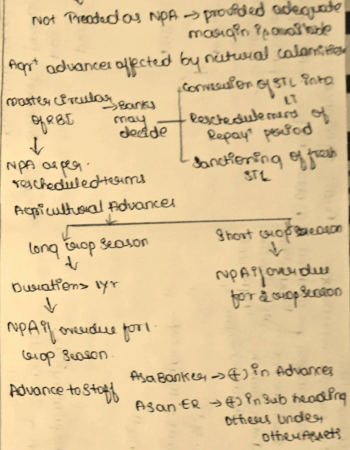 Not Treated as NPA → provided adequate
margin is available
Agrˡ advances affected by natural calamities
Master circular
of RBI
→ Banks
may
decide
Conversion of STL into
LT
Reschedulement of
Repayᵗ period
Sanctioning of fresh
STL
↓
NPA as per
rescheduled terms
Agricultural Advances
Long crop season
↓
Duration > 1yr
↓
NPA if overdue for 1
crop season.
Short crop season
↓
NPA if overdue
for 2 crop season
Advance to Staff
As a Banker → (+) in Advances
As an ER → (+) in Sub heading
others under
other Assets